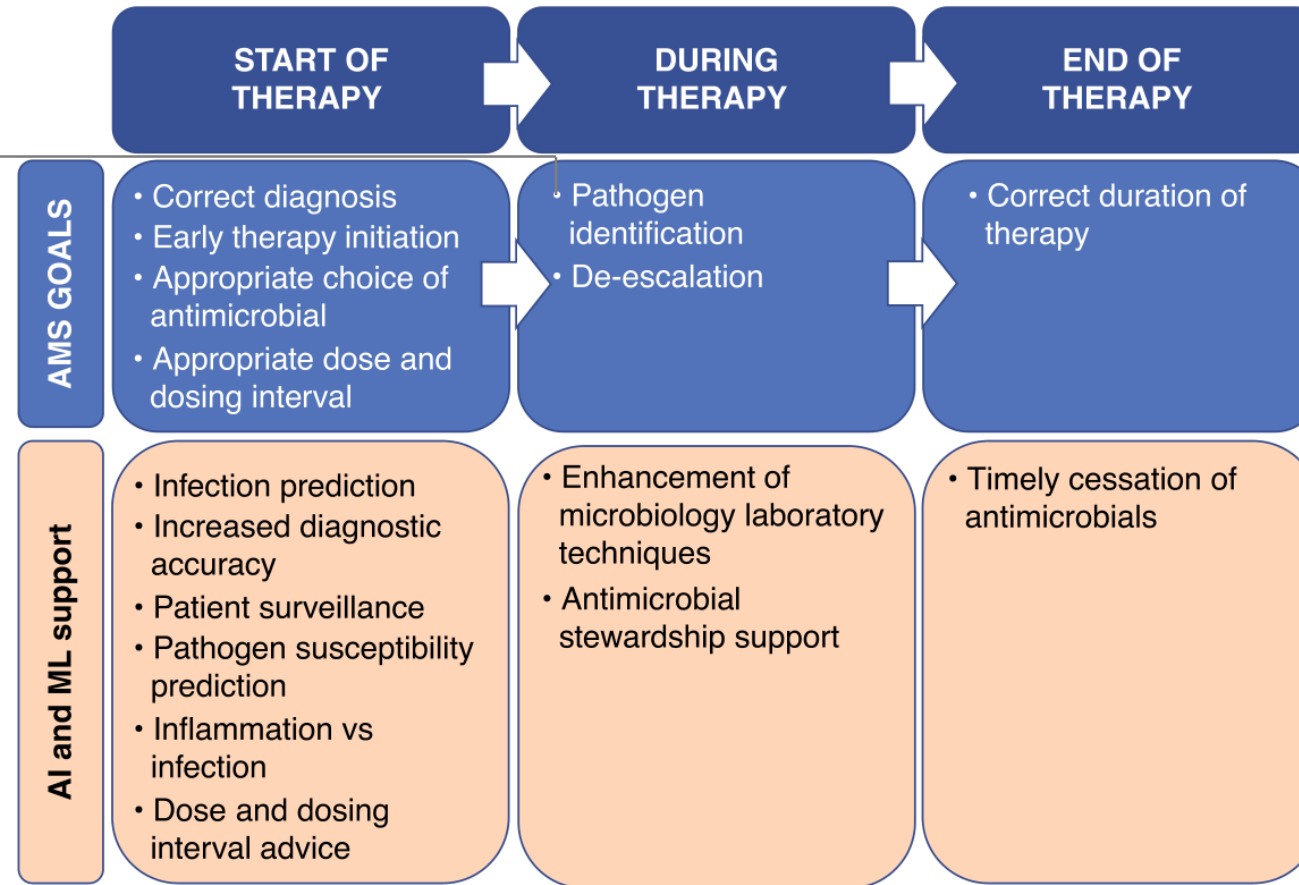 START OF
THERAPY
DURING
THERAPY
END OF
THERAPY
AMS GOALS
• Correct diagnosis
• Early therapy initiation
• Appropriate choice of
antimicrobial
• Appropriate dose and
dosing interval
• Pathogen
identification
• De-escalation
• Correct duration of
therapy
AI and ML support
• Infection prediction
• Increased diagnostic
accuracy
• Patient surveillance
• Pathogen susceptibility
prediction
• Inflammation vs
infection
• Dose and dosing
interval advice
• Enhancement of
microbiology laboratory
techniques
• Antimicrobial
stewardship support
• Timely cessation of
antimicrobials